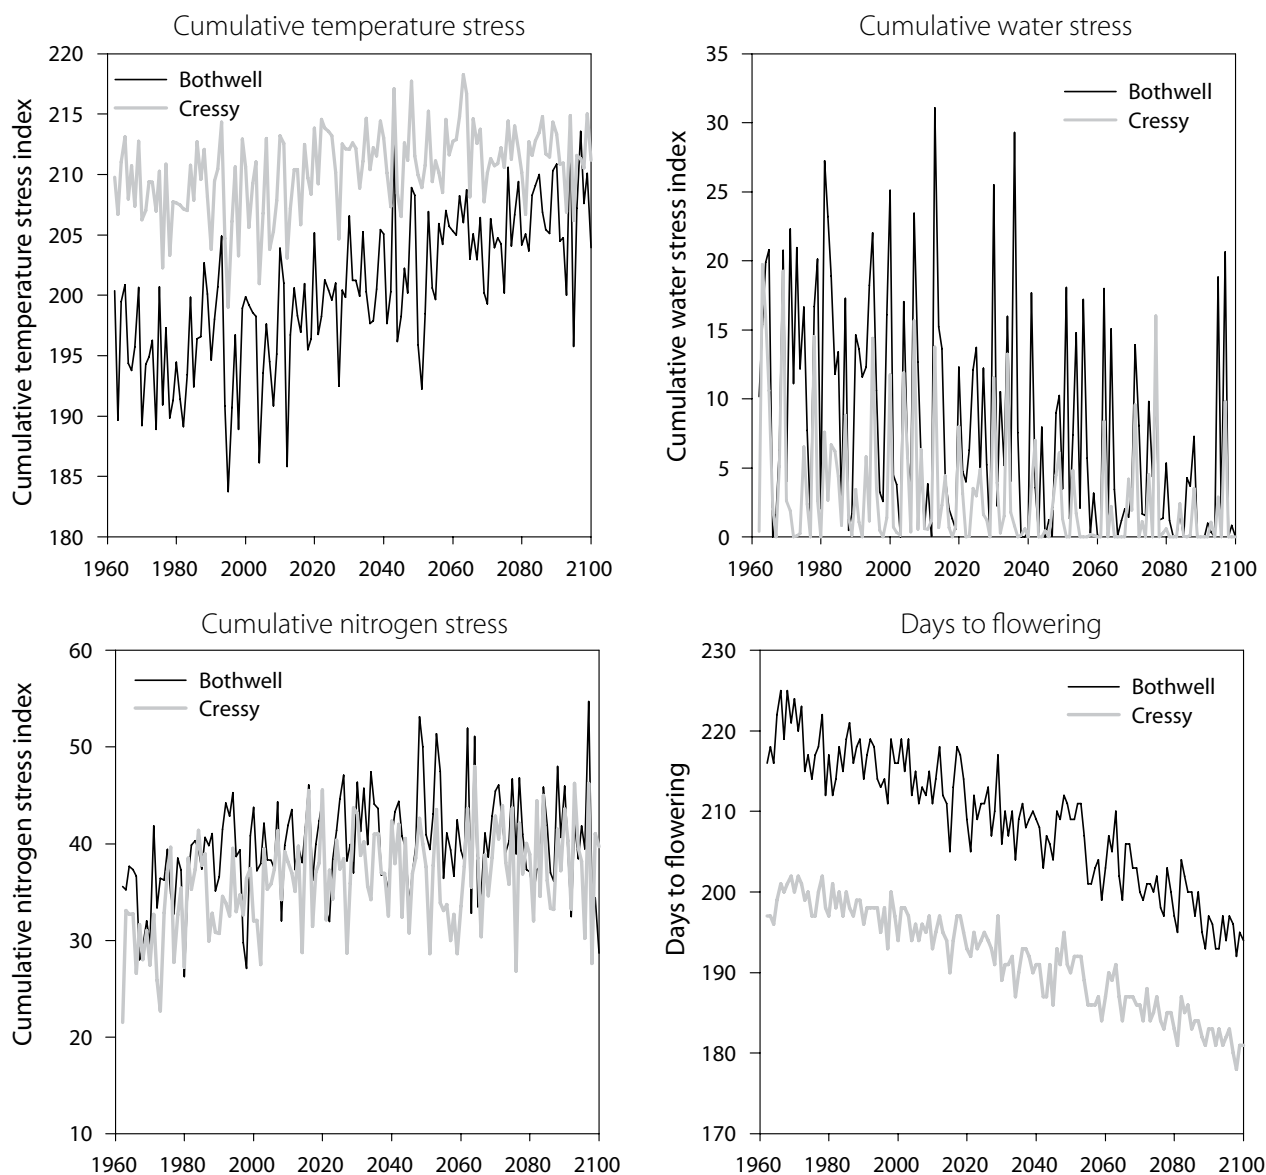 Cumulative temperature stress
Cumulative temperature stress index
220
215
210
205
200
195
190
185
180
Bothwell
Cressy
1960 1980 2000 2020 2040 2060 2080 2100
Cumulative water stress
Cumulative water stress index
35
30
25
20
15
10
5
0
Bothwell
Cressy
1960 1980 2000 2020 2040 2060 2080 2100
Cumulative nitrogen stress
Cumulative nitrogen stress index
60
50
40
30
20
10
Bothwell
Cressy
1960 1980 2000 2020 2040 2060 2080 2100
Days to flowering
Days to flowering
230
220
210
200
190
180
170
Bothwell
Cressy
1960 1980 2000 2020 2040 2060 2080 2100